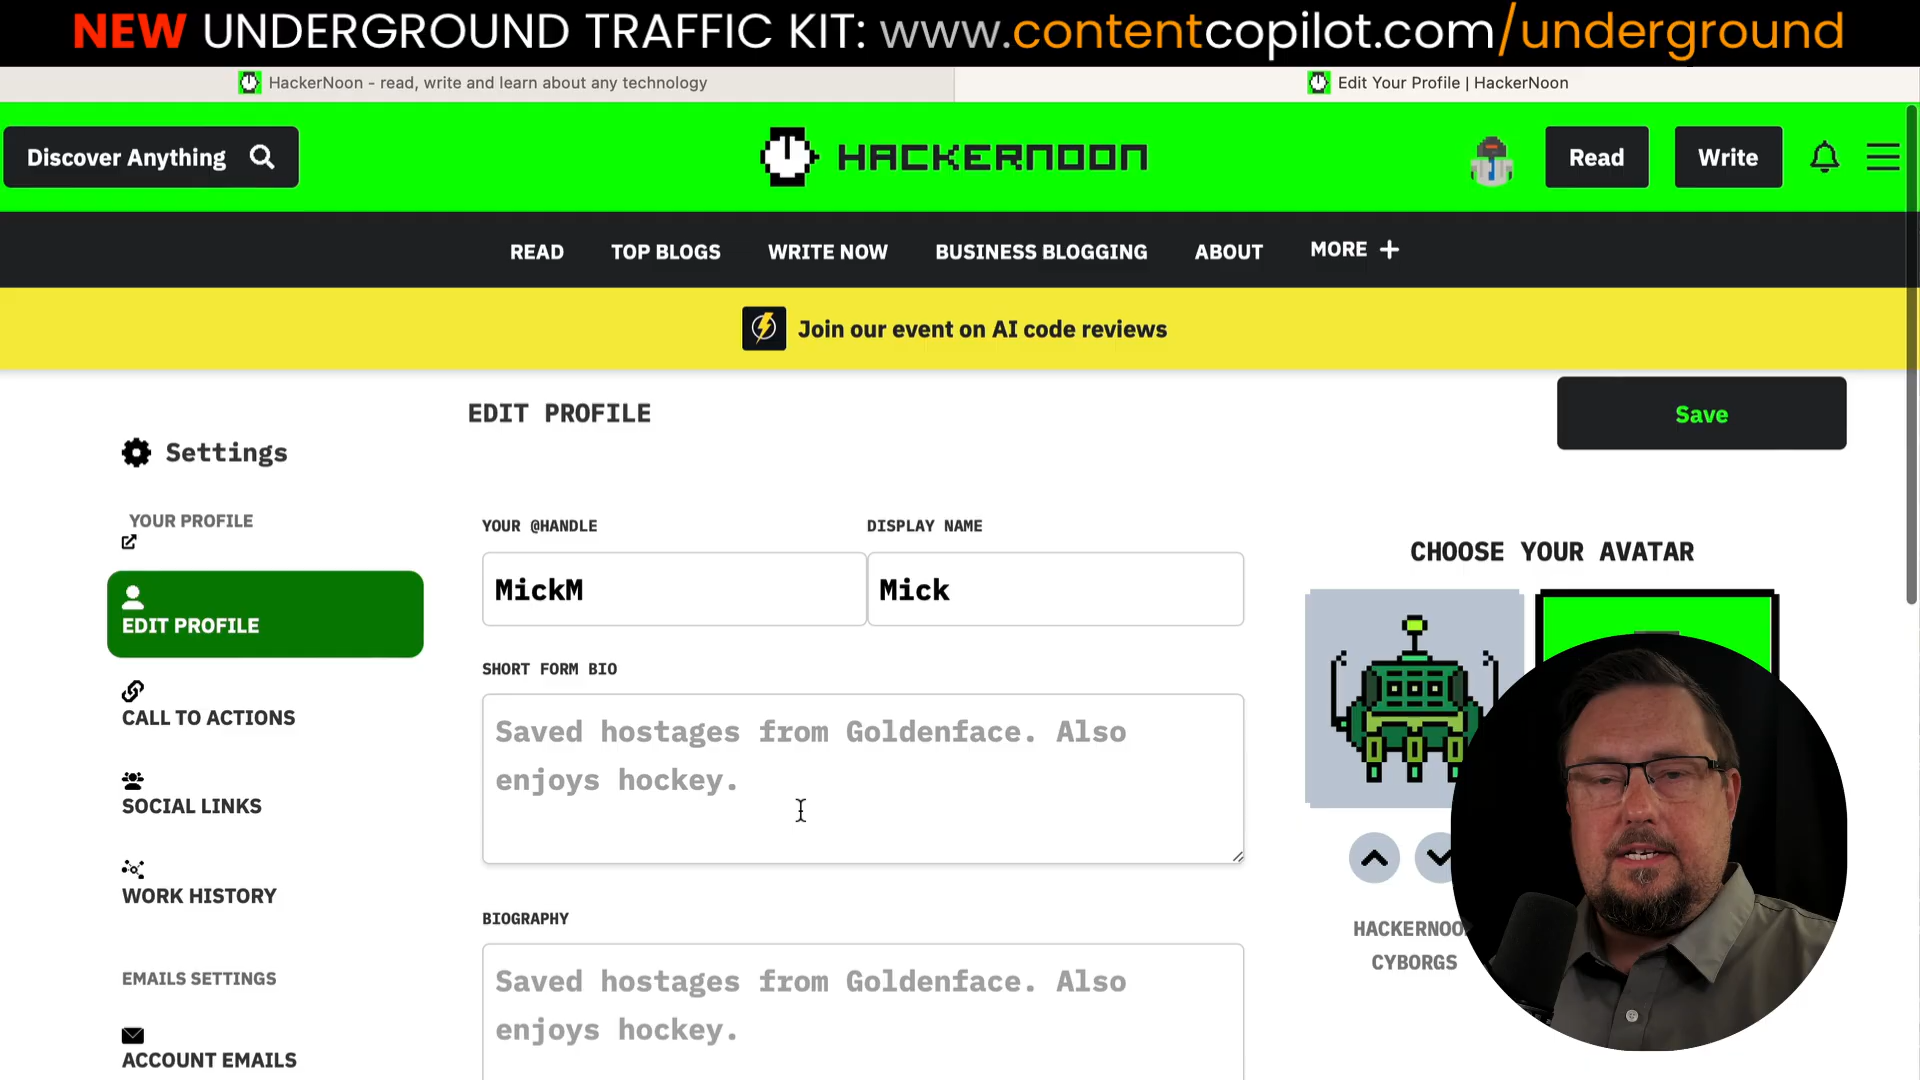 NEW UNDERGROUND TRAFFIC KIT: www.contentcopilot.com/underground
HackerNoon - read, write and learn about any technology
Edit Your Profile | HackerNoon
Discover Anything
HACKERNOON
Read
Write
READ
TOP BLOGS
WRITE NOW
BUSINESS BLOGGING
ABOUT
MORE +
Join our event on AI code reviews
EDIT PROFILE
Save
Settings
YOUR PROFILE
EDIT PROFILE
CALL TO ACTIONS
SOCIAL LINKS
WORK HISTORY
EMAILS SETTINGS
ACCOUNT EMAILS
YOUR @HANDLE
DISPLAY NAME
MickM
Mick
SHORT FORM BIO
Saved hostages from Goldenface. Also
enjoys hockey.
BIOGRAPHY
Saved hostages from Goldenface. Also
enjoys hockey.
CHOOSE YOUR AVATAR
HACKERNOO
CYBORGS